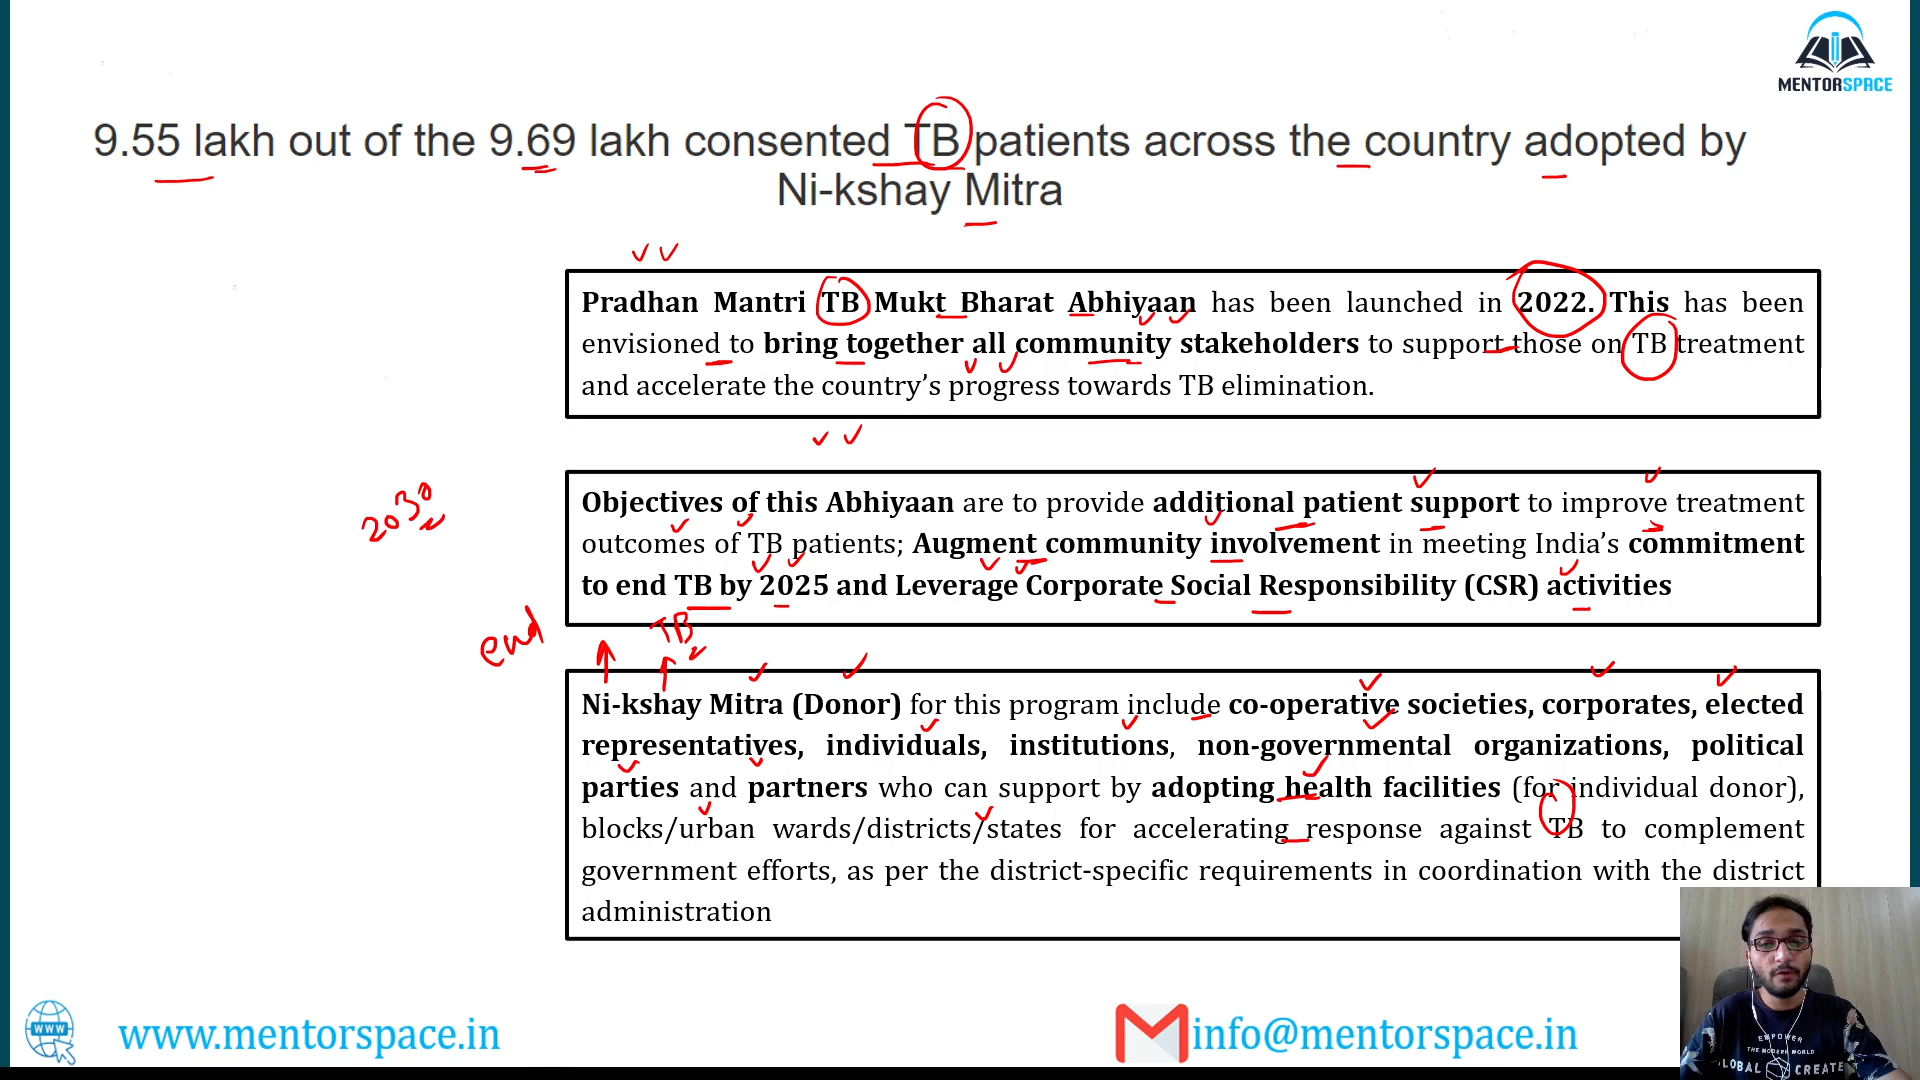 MENTORSPACE
9.55 lakh out of the 9.69 lakh consented TB patients across the country adopted by
Ni-kshay Mitra
Pradhan Mantri TB Mukt Bharat Abhiyaan has been launched in 2022. This has been
envisioned to bring together all community stakeholders to support those on TB treatment
and accelerate the country’s progress towards TB elimination.
2030
Objectives of this Abhiyaan are to provide additional patient support to improve treatment
outcomes of TB patients; Augment community involvement in meeting India’s commitment
to end TB by 2025 and Leverage Corporate Social Responsibility (CSR) activities
end
TB
Ni-kshay Mitra (Donor) for this program include co-operative societies, corporates, elected
representatives, individuals, institutions, non-governmental organizations, political
parties and partners who can support by adopting health facilities (for individual donor),
blocks/urban wards/districts/states for accelerating response against TB to complement
government efforts, as per the district-specific requirements in coordination with the district
administration
WWW
www.mentorspace.in
info@mentorspace.in
EMPOWER
THE MODERN WORLD
GLOBAL CREATE